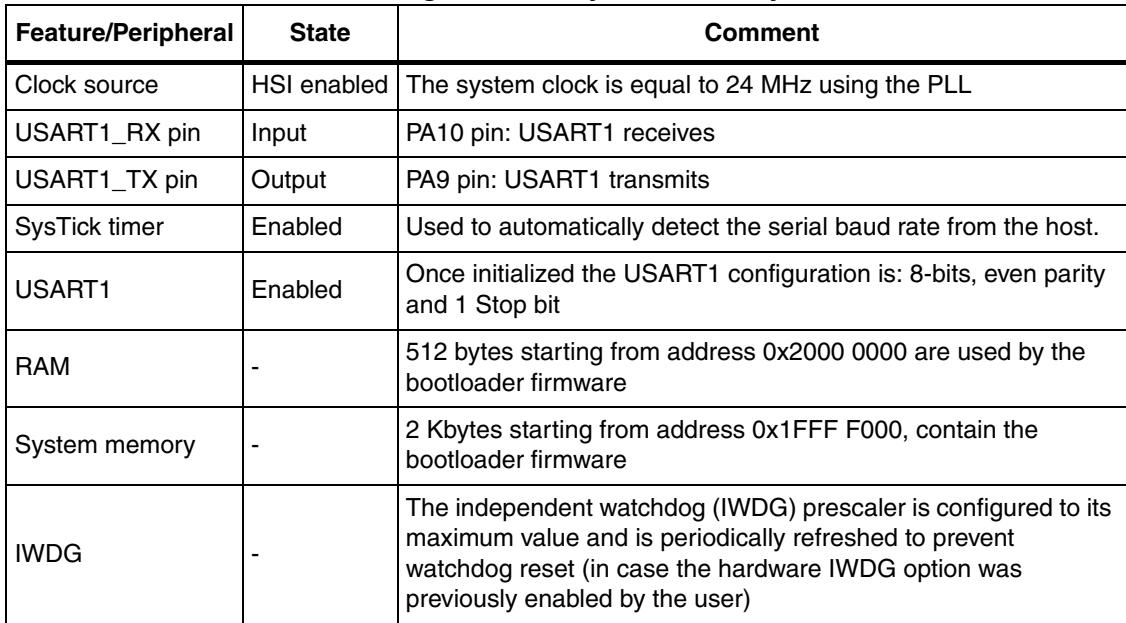 Feature/Peripheral State Comment
Clock source HSI enabled The system clock is equal to 24 MHz using the PLL
USART1_RX pin Input PA10 pin: USART1 receives
USART1_TX pin Output PA9 pin: USART1 transmits
SysTick timer Enabled Used to automatically detect the serial baud rate from the host.
USART1 Enabled Once initialized the USART1 configuration is: 8-bits, even parity
and 1 Stop bit
RAM - 512 bytes starting from address 0x2000 0000 are used by the
bootloader firmware
System memory - 2 Kbytes starting from address 0x1FFF F000, contain the
bootloader firmware
IWDG - The independent watchdog (IWDG) prescaler is configured to its
maximum value and is periodically refreshed to prevent
watchdog reset (in case the hardware IWDG option was
previously enabled by the user)